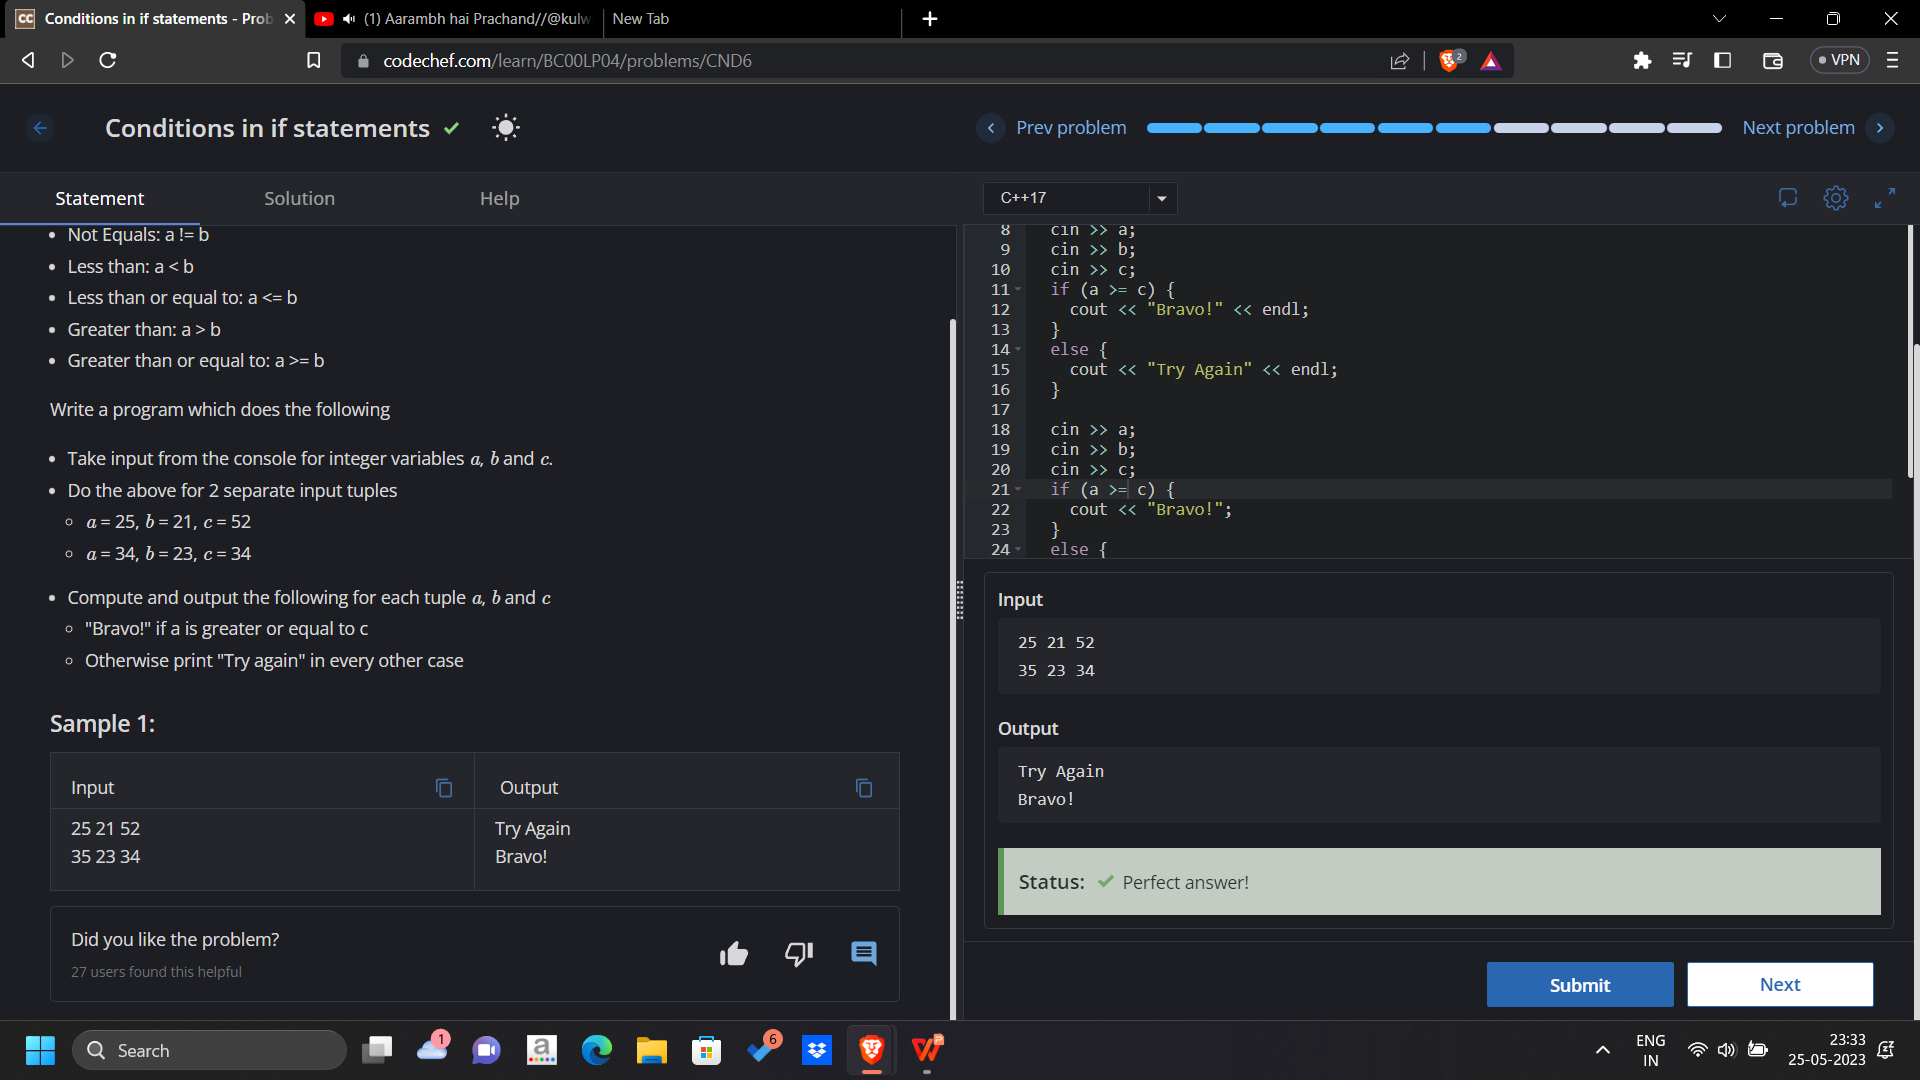 Conditions in if statements - Prob
(1) Aarambh hai Prachand//@kulw
New Tab
codechef.com/learn/BC00LP04/problems/CND6
2
VPN
Conditions in if statements
Prev problem
Next problem
Statement
Solution
Help
Not Equals: a != b
Less than: a < b
Less than or equal to: a <= b
Greater than: a > b
Greater than or equal to: a >= b
Write a program which does the following
Take input from the console for integer variables a, b and c.
Do the above for 2 separate input tuples
a = 25, b = 21, c = 52
a = 34, b = 23, c = 34
Compute and output the following for each tuple a, b and c
"Bravo!" if a is greater or equal to c
Otherwise print "Try again" in every other case
Sample 1:
Input
Output
25 21 52
35 23 34
Try Again
Bravo!
Did you like the problem?
27 users found this helpful
C++17
8 cin >> a;
9 cin >> b;
10 cin >> c;
11 if (a >= c) {
12 cout << "Bravo!" << endl;
13 }
14 else {
15 cout << "Try Again" << endl;
16 }
17
18 cin >> a;
19 cin >> b;
20 cin >> c;
21 if (a >= c) {
22 cout << "Bravo!";
23 }
24 else {
Input
25 21 52
35 23 34
Output
Try Again
Bravo!
Status: Perfect answer!
Submit
Next
Search
1
6
ENG
IN
23:33
25-05-2023